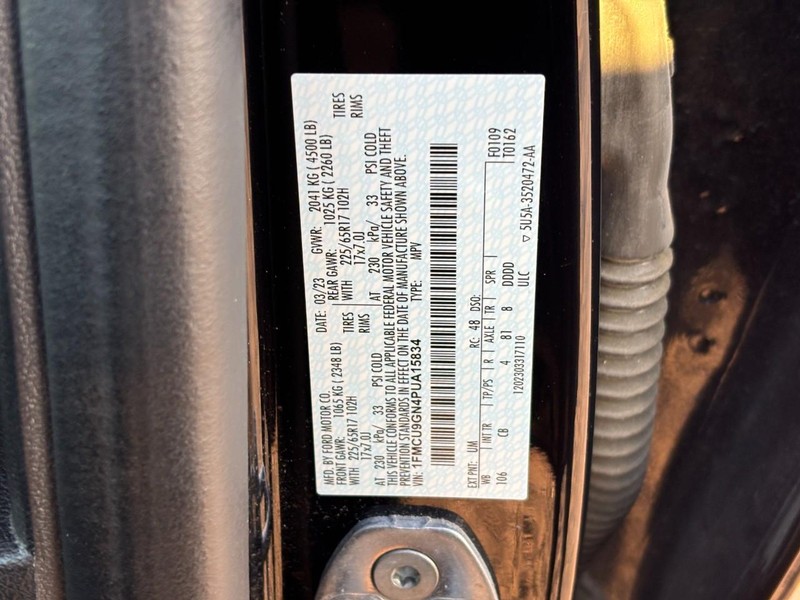 MFD. BY FORD MOTOR CO. DATE: 03/23 GVWR: 2041 KG ( 4500 LB)
FRONT GAWR: 1065 KG ( 2348 LB) REAR GAWR: 1025 KG ( 2260 LB)
WITH 225/65R17 102H TIRES WITH 225/65R17 102H TIRES
17x7.0J RIMS 17x7.0J RIMS
AT 230 kPa/ 33 PSI COLD AT 230 kPa/ 33 PSI COLD
THIS VEHICLE CONFORMS TO ALL APPLICABLE FEDERAL MOTOR VEHICLE SAFETY AND THEFT
PREVENTION STANDARDS IN EFFECT ON THE DATE OF MANUFACTURE SHOWN ABOVE.
VIN: 1FMCU9GN4PUA15834 TYPE: MPV
EXT PNT: UM RC: 48 DSO: F0109
WB INT TR TP/PS R AXLE TR SPR T0162
106 CB 4 81 8 DDDD
1202303317110 ULC
▽ 5U5A-3520472-AA